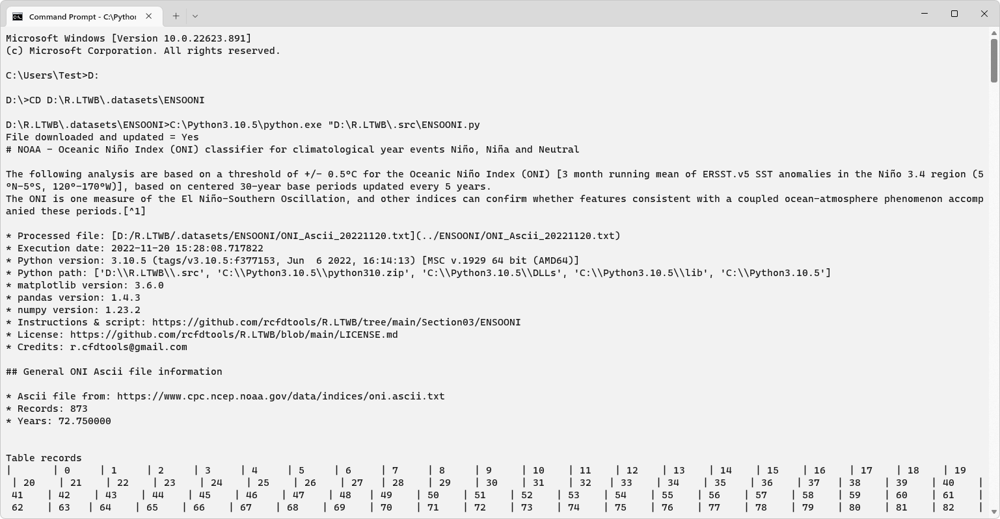 Command Prompt - C:\Python
Microsoft Windows [Version 10.0.22623.891]
(c) Microsoft Corporation. All rights reserved.
C:\Users\Test>D:
D:\>CD D:\R.LTWB\.datasets\ENSOONI
D:\R.LTWB\.datasets\ENSOONI>C:\Python3.10.5\python.exe "D:\R.LTWB\.src\ENSOONI.py
File downloaded and updated = Yes
# NOAA - Oceanic Niño Index (ONI) classifier for climatological year events Niño, Niña and Neutral
The following analysis are based on a threshold of +/- 0.5°C for the Oceanic Niño Index (ONI) [3 month running mean of ERSST.v5 SST anomalies in the Niño 3.4 region (5
°N-5°S, 120°-170°W)], based on centered 30-year base periods updated every 5 years.
The ONI is one measure of the El Niño-Southern Oscillation, and other indices can confirm whether features consistent with a coupled ocean-atmosphere phenomenon accomp
anied these periods.[^1]
* Processed file: [D:/R.LTWB/.datasets/ENSOONI/ONI_Ascii_20221120.txt](../ENSOONI/ONI_Ascii_20221120.txt)
* Execution date: 2022-11-20 15:28:08.717822
* Python version: 3.10.5 (tags/v3.10.5:f377153, Jun  6 2022, 16:14:13) [MSC v.1929 64 bit (AMD64)]
* Python path: ['D:\\R.LTWB\\.src', 'C:\\Python3.10.5\\python310.zip', 'C:\\Python3.10.5\\DLLs', 'C:\\Python3.10.5\\lib', 'C:\\Python3.10.5']
* matplotlib version: 3.6.0
* pandas version: 1.4.3
* numpy version: 1.23.2
* Instructions & script: https://github.com/rcfdtools/R.LTWB/tree/main/Section03/ENSOONI
* License: https://github.com/rcfdtools/R.LTWB/blob/main/LICENSE.md
* Credits: r.cfdtools@gmail.com
## General ONI Ascii file information
* Ascii file from: https://www.cpc.ncep.noaa.gov/data/indices/oni.ascii.txt
* Records: 873
* Years: 72.750000
Table records
|       | 0     | 1     | 2     | 3     | 4     | 5     | 6     | 7     | 8     | 9     | 10    | 11    | 12    | 13    | 14    | 15    | 16    | 17    | 18    | 19
 | 20    | 21    | 22    | 23    | 24    | 25    | 26    | 27   | 28    | 29    | 30    | 31    | 32   | 33    | 34    | 35    | 36    | 37   | 38    | 39    | 40    |
 41    | 42    | 43    | 44    | 45    | 46    | 47    | 48   | 49    | 50    | 51    | 52    | 53    | 54    | 55    | 56    | 57    | 58    | 59    | 60    | 61    |
 62    | 63   | 64    | 65    | 66    | 67    | 68    | 69    | 70    | 71    | 72    | 73    | 74    | 75    | 76    | 77    | 78    | 79    | 80    | 81    | 82    |